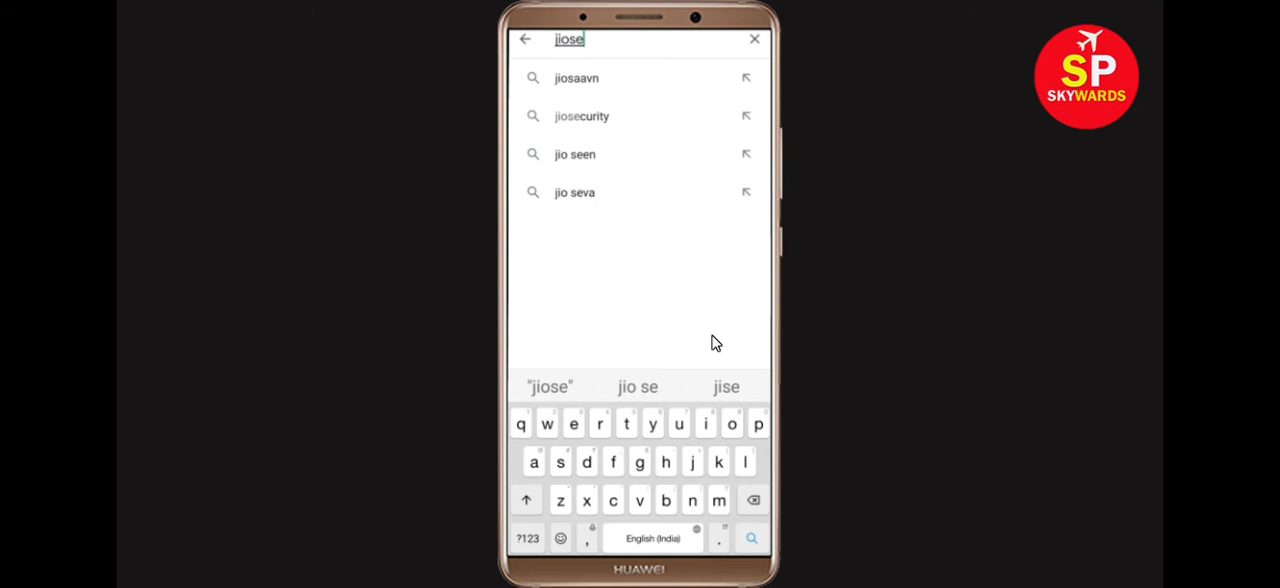 jiose
SP
SKYWARDS
jiosaavn
jiosecurity
jio seen
jio seva
"jiose" jio se jise
q w e r t y u i o p
a s d f g h j k l
z x c v b n m
?123 , English (India) .
HUAWEI